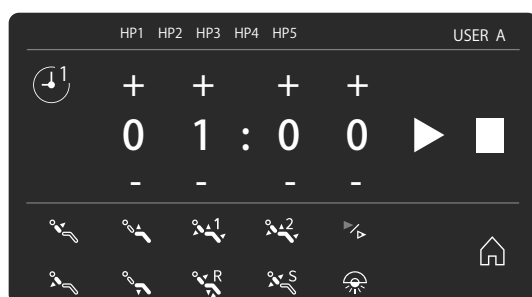 HP1 HP2 HP3 HP4 HP5 USER A
1
+ + + +
0 1 : 0 0
- - - -
1 2
R S